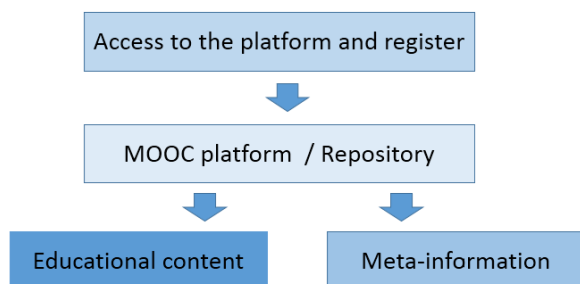 Access to the platform and register
MOOC platform / Repository
Educational content
Meta-information